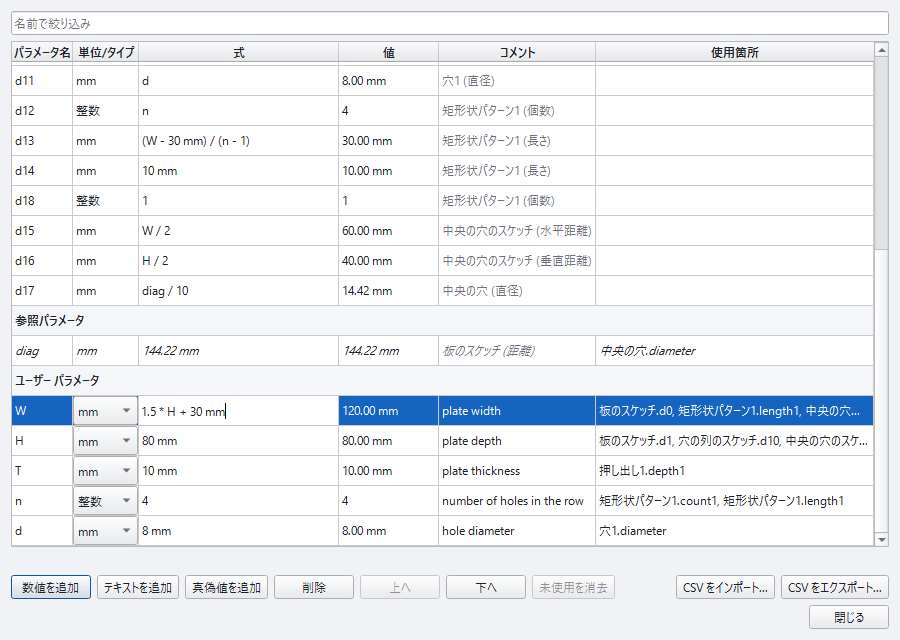 名前で絞り込み
パラメータ名 単位/タイプ 式 値 コメント 使用箇所
d11 mm d 8.00 mm 穴1 (直径)
d12 整数 n 4 矩形状パターン1 (個数)
d13 mm (W - 30 mm) / (n - 1) 30.00 mm 矩形状パターン1 (長さ)
d14 mm 10 mm 10.00 mm 矩形状パターン1 (長さ)
d18 整数 1 1 矩形状パターン1 (個数)
d15 mm W / 2 60.00 mm 中央の穴のスケッチ (水平距離)
d16 mm H / 2 40.00 mm 中央の穴のスケッチ (垂直距離)
d17 mm diag / 10 14.42 mm 中央の穴 (直径)
参照パラメータ
diag mm 144.22 mm 144.22 mm 板のスケッチ (距離) 中央の穴.diameter
ユーザー パラメータ
W mm 1.5 * H + 30 mm 120.00 mm plate width 板のスケッチ.d0, 矩形状パターン1.length1, 中央の穴...
H mm 80 mm 80.00 mm plate depth 板のスケッチ.d1, 穴の列のスケッチ.d10, 中央の穴のスケ...
T mm 10 mm 10.00 mm plate thickness 押し出し1.depth1
n 整数 4 4 number of holes in the row 矩形状パターン1.count1, 矩形状パターン1.length1
d mm 8 mm 8.00 mm hole diameter 穴1.diameter
数値を追加 テキストを追加 真偽値を追加 削除 上へ 下へ 未使用を消去 CSV をインポート... CSV をエクスポート...
閉じる